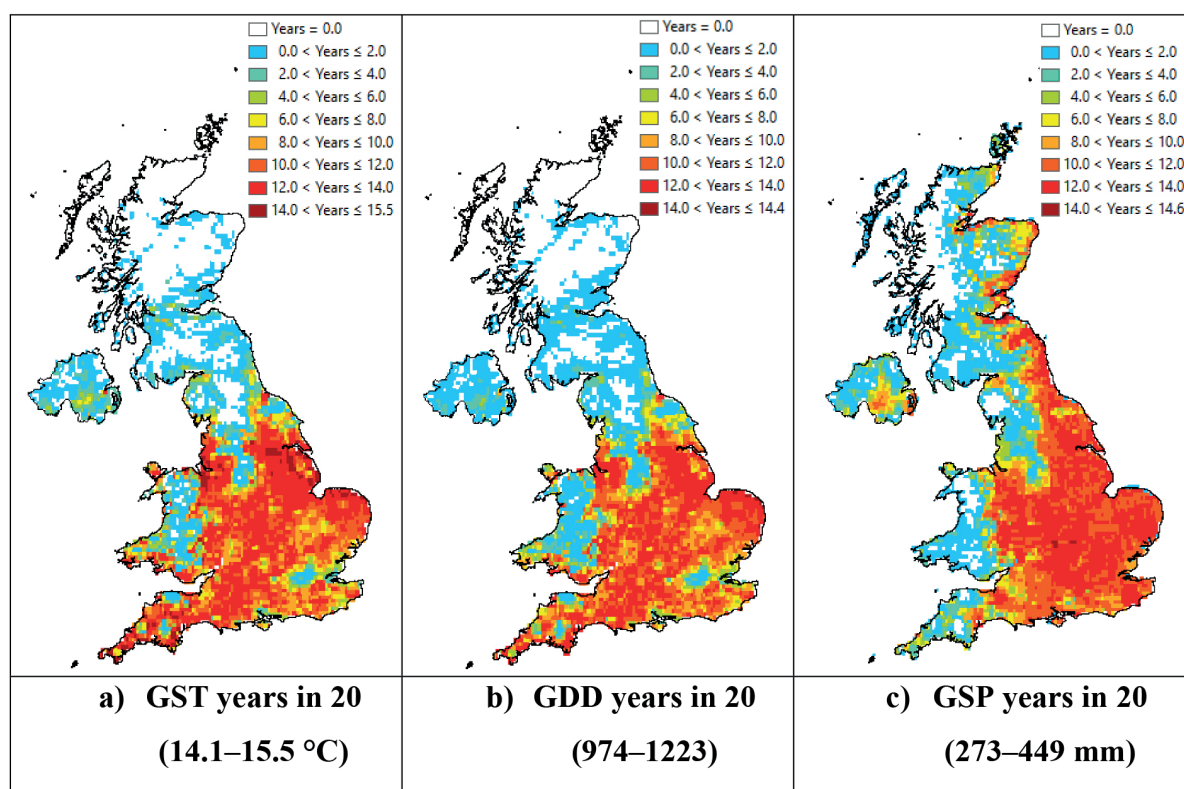 Years = 0.0
0.0 < Years ≤ 2.0
2.0 < Years ≤ 4.0
4.0 < Years ≤ 6.0
6.0 < Years ≤ 8.0
8.0 < Years ≤ 10.0
10.0 < Years ≤ 12.0
12.0 < Years ≤ 14.0
14.0 < Years ≤ 15.5
Years = 0.0
0.0 < Years ≤ 2.0
2.0 < Years ≤ 4.0
4.0 < Years ≤ 6.0
6.0 < Years ≤ 8.0
8.0 < Years ≤ 10.0
10.0 < Years ≤ 12.0
12.0 < Years ≤ 14.0
14.0 < Years ≤ 14.4
Years = 0.0
0.0 < Years ≤ 2.0
2.0 < Years ≤ 4.0
4.0 < Years ≤ 6.0
6.0 < Years ≤ 8.0
8.0 < Years ≤ 10.0
10.0 < Years ≤ 12.0
12.0 < Years ≤ 14.0
14.0 < Years ≤ 14.6
a) GST years in 20
(14.1–15.5 °C)
b) GDD years in 20
(974–1223)
c) GSP years in 20
(273–449 mm)